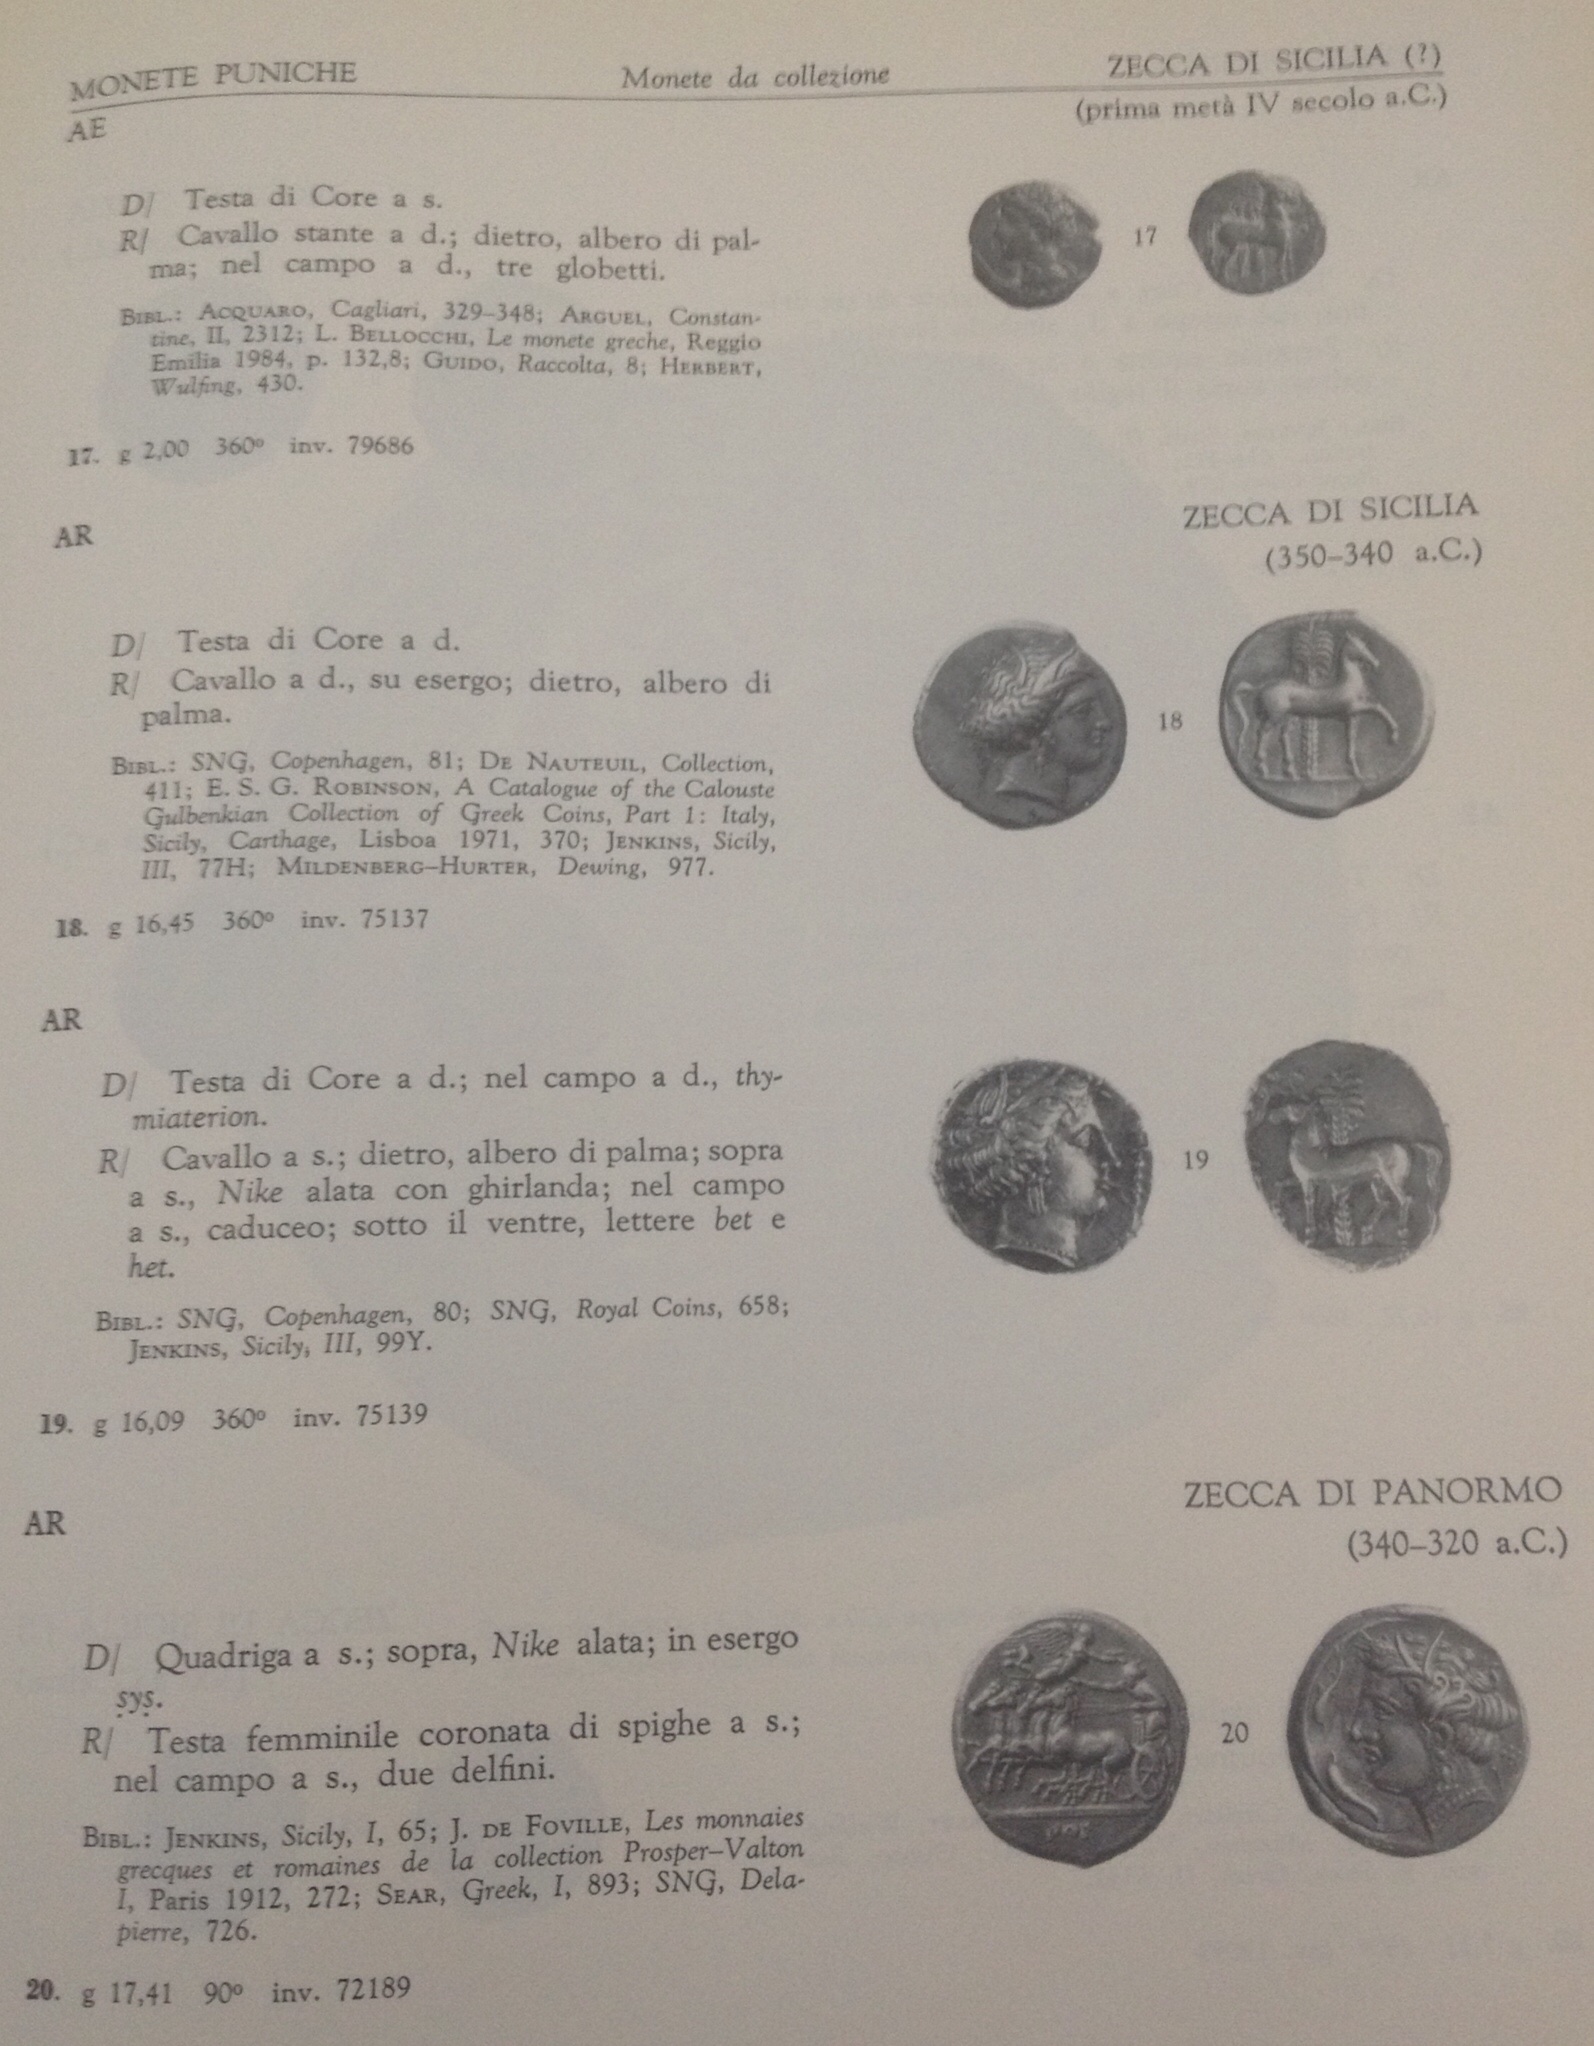 MONETE PUNICHE
Monete da collezione
ZECCA DI SICILIA (?)
(prima metà IV secolo a.C.)
AE
D/ Testa di Core a s.
R/ Cavallo stante a d.; dietro, albero di pal-
ma; nel campo a d., tre globetti.
BIBL.: ACQUARO, Cagliari, 329–348; ARGUEL, Constan-
tine, II, 2312; L. BELLOCCHI, Le monete greche, Reggio
Emilia 1984, p. 132,8; GUIDO, Raccolta, 8; HERBERT,
Wulfing, 430.
17
17. g 2,00 360° inv. 79686
ZECCA DI SICILIA
(350–340 a.C.)
AR
D/ Testa di Core a d.
R/ Cavallo a d., su esergo; dietro, albero di
palma.
BIBL.: SNG, Copenhagen, 81; DE NAUTEUIL, Collection,
411; E. S. G. ROBINSON, A Catalogue of the Calouste
Gulbenkian Collection of Greek Coins, Part 1: Italy,
Sicily, Carthage, Lisboa 1971, 370; JENKINS, Sicily,
III, 77H; MILDENBERG–HURTER, Dewing, 977.
18
18. g 16,45 360° inv. 75137
AR
D/ Testa di Core a d.; nel campo a d., thy-
miaterion.
R/ Cavallo a s.; dietro, albero di palma; sopra
a s., Nike alata con ghirlanda; nel campo
a s., caduceo; sotto il ventre, lettere bet e
het.
BIBL.: SNG, Copenhagen, 80; SNG, Royal Coins, 658;
JENKINS, Sicily, III, 99Y.
19
19. g 16,09 360° inv. 75139
ZECCA DI PANORMO
(340–320 a.C.)
AR
D/ Quadriga a s.; sopra, Nike alata; in esergo
ṣyṣ.
R/ Testa femminile coronata di spighe a s.;
nel campo a s., due delfini.
BIBL.: JENKINS, Sicily, I, 65; J. DE FOVILLE, Les monnaies
grecques et romaines de la collection Prosper–Valton
I, Paris 1912, 272; SEAR, Greek, I, 893; SNG, Dela-
pierre, 726.
20
20. g 17,41 90° inv. 72189